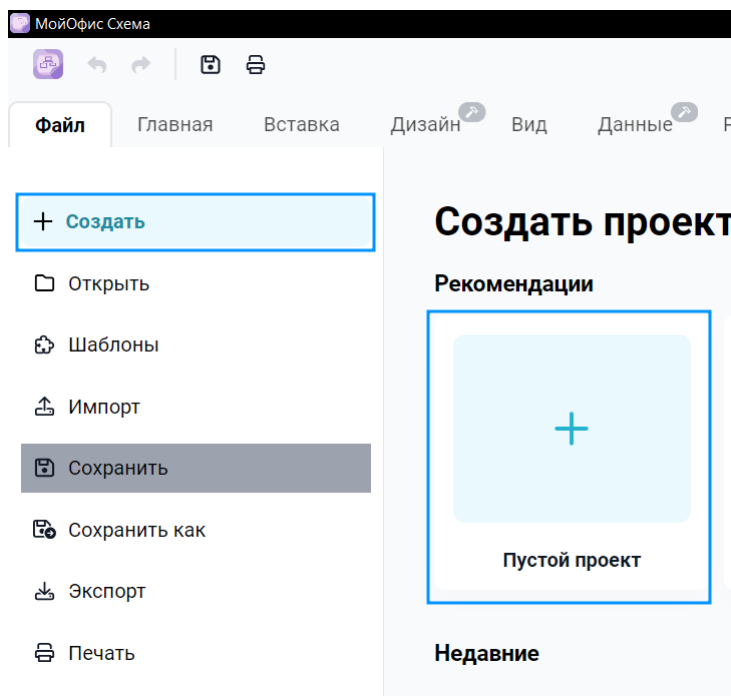 МойОфис Схема
Файл Главная Вставка Дизайн Вид Данные
Создать
Открыть
Шаблоны
Импорт
Сохранить
Сохранить как
Экспорт
Печать
Создать проект
Рекомендации
Пустой проект
Недавние